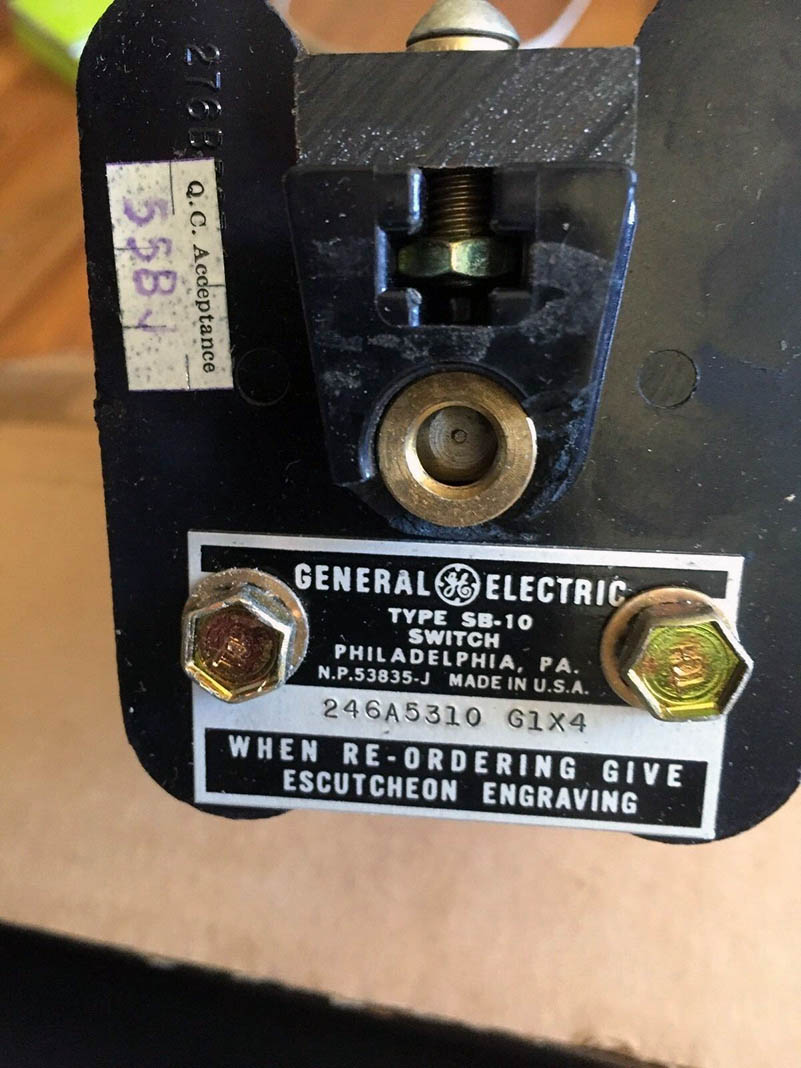 276B
Q.C. Acceptance
GENERAL GE ELECTRIC
TYPE SB-10
SWITCH
PHILADELPHIA, PA.
N.P.53835-J MADE IN U.S.A.
246A5310 G1X4
WHEN RE-ORDERING GIVE
ESCUTCHEON ENGRAVING